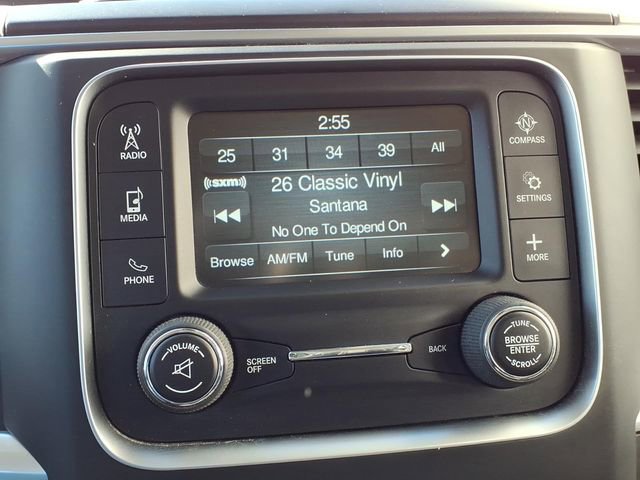 2:55
25 31 34 39 All
((sxm)) 26 Classic Vinyl
Santana
No One To Depend On
Browse AM/FM Tune Info
RADIO
MEDIA
PHONE
COMPASS
SETTINGS
MORE
VOLUME
SCREEN
OFF
BACK
TUNE
BROWSE
ENTER
SCROLL